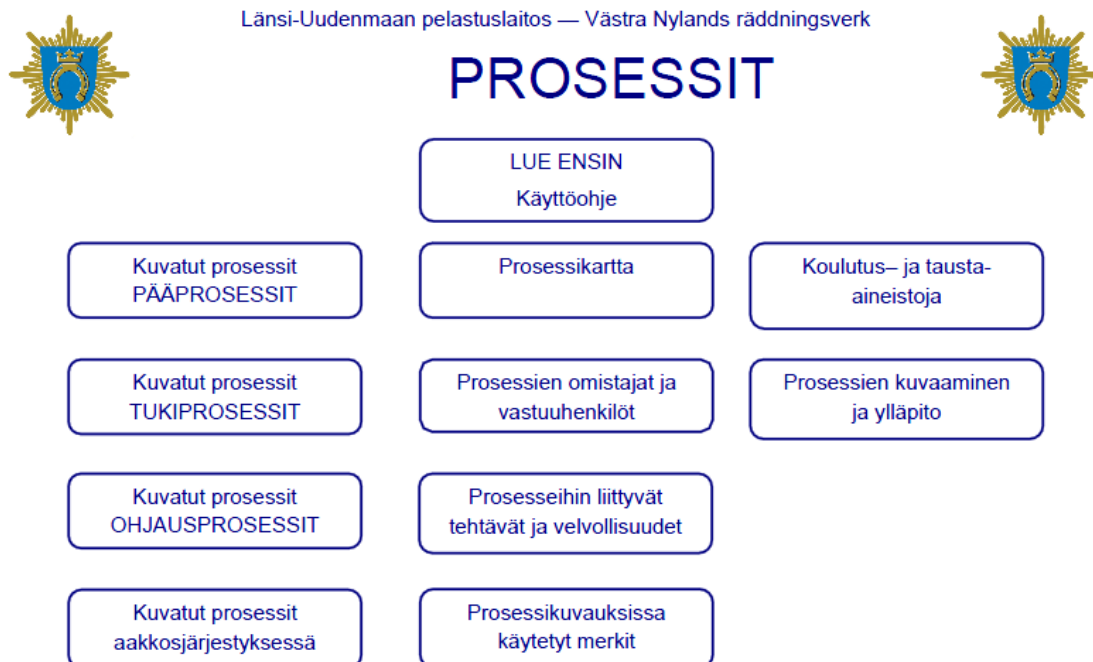 Länsi-Uudenmaan pelastuslaitos — Västra Nylands räddningsverk
PROSESSIT
LUE ENSIN
Käyttöohje
Kuvatut prosessit
PÄÄPROSESSIT
Prosessikartta
Koulutus– ja tausta-
aineistoja
Kuvatut prosessit
TUKIPROSESSIT
Prosessien omistajat ja
vastuuhenkilöt
Prosessien kuvaaminen
ja ylläpito
Kuvatut prosessit
OHJAUSPROSESSIT
Prosesseihin liittyvät
tehtävät ja velvollisuudet
Kuvatut prosessit
aakkosjärjestyksessä
Prosessikuvauksissa
käytetyt merkit